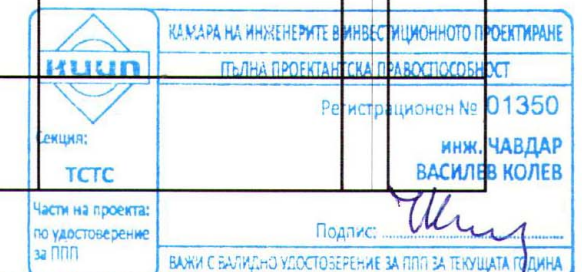 КАМАРА НА ИНЖЕНЕРИТЕ В ИНВЕСТИЦИОННОТО ПРОЕКТИРАНЕ
КИИП
ПЪЛНА ПРОЕКТАНТСКА ПРАВОСПОСОБНОСТ
Регистрационен № 01350
Секция:
ТСТС
инж. ЧАВДАР
ВАСИЛЕВ КОЛЕВ
Части на проекта:
по удостоверение
за ППП
Подпис:
ВАЖИ С ВАЛИДНО УДОСТОВЕРЕНИЕ ЗА ППП ЗА ТЕКУЩАТА ГОДИНА